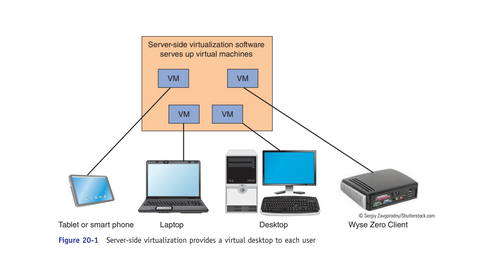 Server-side virtualization software
serves up virtual machines
VM
VM
VM
VM
© Sergiy Zavgorodny/Shutterstock.com
Tablet or smart phone
Laptop
Desktop
Wyse Zero Client
Figure 20-1 Server-side virtualization provides a virtual desktop to each user